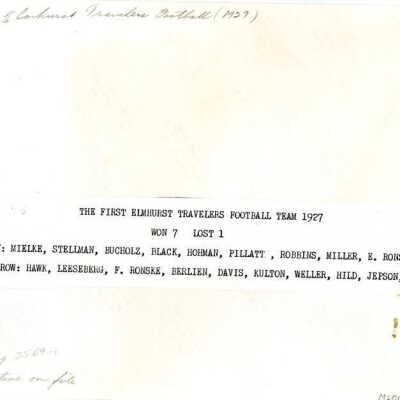 Elmhurst Travelers Football (M29)
THE FIRST ELMHURST TRAVELERS FOOTBALL TEAM 1927
WON 7 LOST 1
: MIELKE, STELLMAN, BUCHOLZ, BLACK, HOHMAN, PILLATT , ROBBINS, MILLER, E. RONS
ROW: HAWK, LEESEBERG, F. RONSKE, BERLIEN, DAVIS, KULTON, WELLER, HILD, JEPSON,
on file